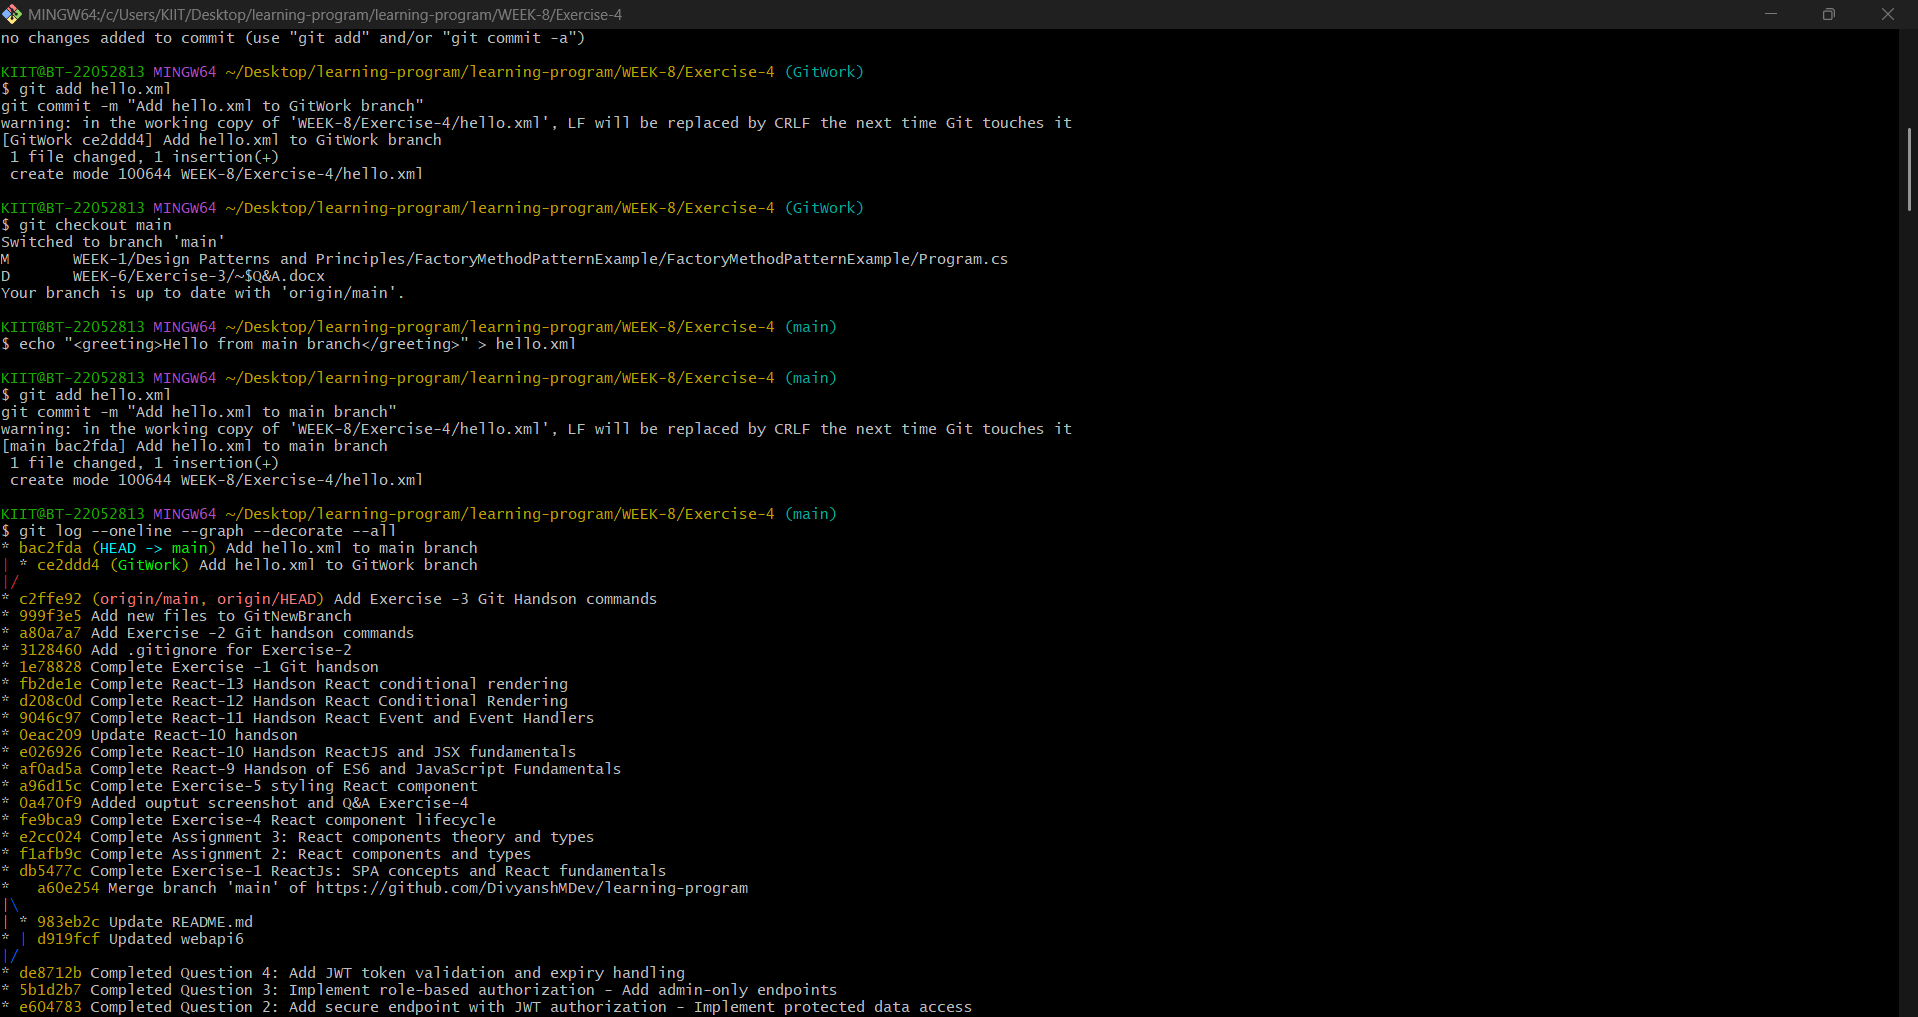 MINGW64:/c/Users/KIIT/Desktop/learning-program/learning-program/WEEK-8/Exercise-4
no changes added to commit (use "git add" and/or "git commit -a")
KIIT@BT-22052813 MINGW64 ~/Desktop/learning-program/learning-program/WEEK-8/Exercise-4 (GitWork)
$ git add hello.xml
git commit -m "Add hello.xml to GitWork branch"
warning: in the working copy of 'WEEK-8/Exercise-4/hello.xml', LF will be replaced by CRLF the next time Git touches it
[GitWork ce2ddd4] Add hello.xml to GitWork branch
 1 file changed, 1 insertion(+)
 create mode 100644 WEEK-8/Exercise-4/hello.xml
KIIT@BT-22052813 MINGW64 ~/Desktop/learning-program/learning-program/WEEK-8/Exercise-4 (GitWork)
$ git checkout main
Switched to branch 'main'
M       WEEK-1/Design Patterns and Principles/FactoryMethodPatternExample/FactoryMethodPatternExample/Program.cs
D       WEEK-6/Exercise-3/~$Q&A.docx
Your branch is up to date with 'origin/main'.
KIIT@BT-22052813 MINGW64 ~/Desktop/learning-program/learning-program/WEEK-8/Exercise-4 (main)
$ echo "<greeting>Hello from main branch</greeting>" > hello.xml
KIIT@BT-22052813 MINGW64 ~/Desktop/learning-program/learning-program/WEEK-8/Exercise-4 (main)
$ git add hello.xml
git commit -m "Add hello.xml to main branch"
warning: in the working copy of 'WEEK-8/Exercise-4/hello.xml', LF will be replaced by CRLF the next time Git touches it
[main bac2fda] Add hello.xml to main branch
 1 file changed, 1 insertion(+)
 create mode 100644 WEEK-8/Exercise-4/hello.xml
KIIT@BT-22052813 MINGW64 ~/Desktop/learning-program/learning-program/WEEK-8/Exercise-4 (main)
$ git log --oneline --graph --decorate --all
* bac2fda (HEAD -> main) Add hello.xml to main branch
| * ce2ddd4 (GitWork) Add hello.xml to GitWork branch
|/
* c2ffe92 (origin/main, origin/HEAD) Add Exercise -3 Git Handson commands
* 999f3e5 Add new files to GitNewBranch
* a80a7a7 Add Exercise -2 Git handson commands
* 3128460 Add .gitignore for Exercise-2
* 1e78828 Complete Exercise -1 Git handson
* fb2de1e Complete React-13 Handson React conditional rendering
* d208c0d Complete React-12 Handson React Conditional Rendering
* 9046c97 Complete React-11 Handson React Event and Event Handlers
* 0eac209 Update React-10 handson
* e026926 Complete React-10 Handson ReactJS and JSX fundamentals
* af0ad5a Complete React-9 Handson of ES6 and JavaScript Fundamentals
* a96d15c Complete Exercise-5 styling React component
* 0a470f9 Added ouptut screenshot and Q&A Exercise-4
* fe9bca9 Complete Exercise-4 React component lifecycle
* e2cc024 Complete Assignment 3: React components theory and types
* f1afb9c Complete Assignment 2: React components and types
* db5477c Complete Exercise-1 ReactJs: SPA concepts and React fundamentals
*   a60e254 Merge branch 'main' of https://github.com/DivyanshMDev/learning-program
|\
| * 983eb2c Update README.md
* | d919fcf Updated webapi6
|/
* de8712b Completed Question 4: Add JWT token validation and expiry handling
* 5b1d2b7 Completed Question 3: Implement role-based authorization - Add admin-only endpoints
* e604783 Completed Question 2: Add secure endpoint with JWT authorization - Implement protected data access